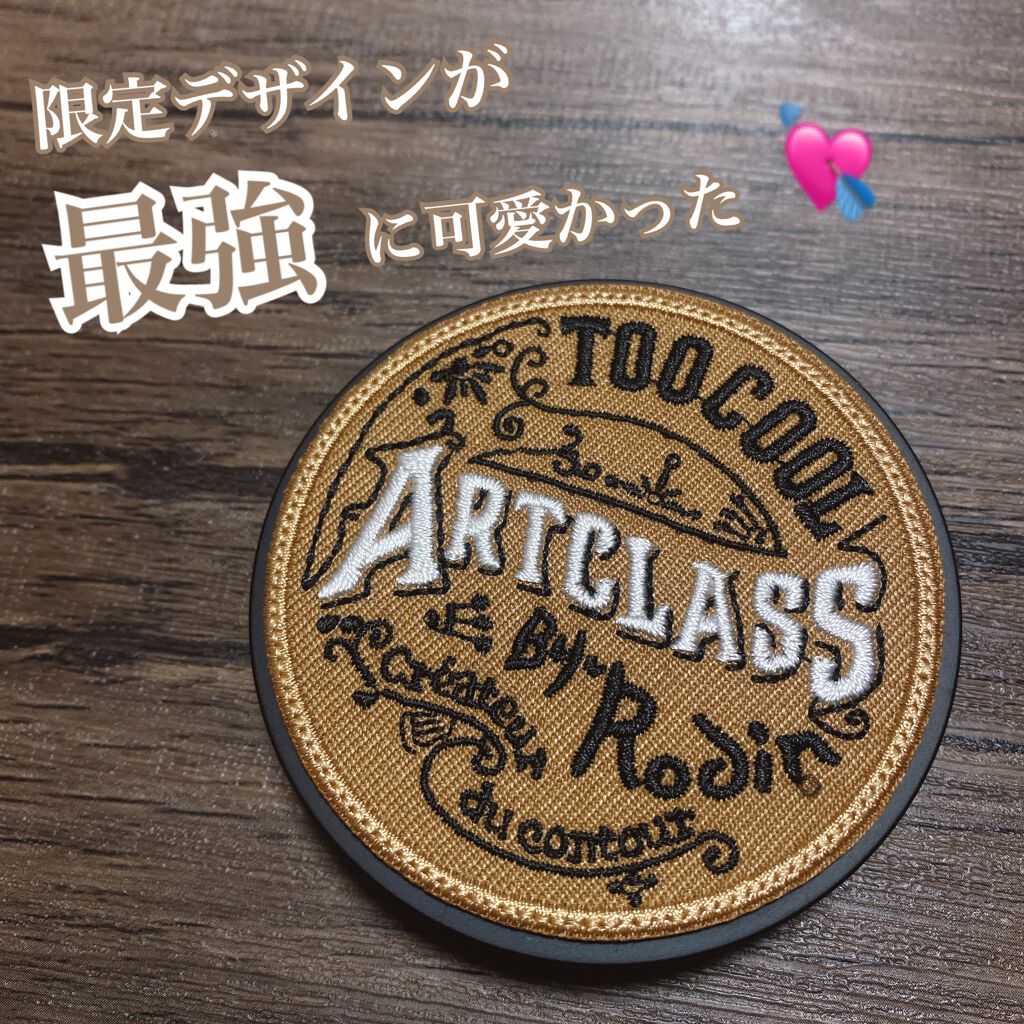 限定デザインが
最強に可愛かった
TOO COOL
ARTCLASS
By Rodin
Créateur
du contour